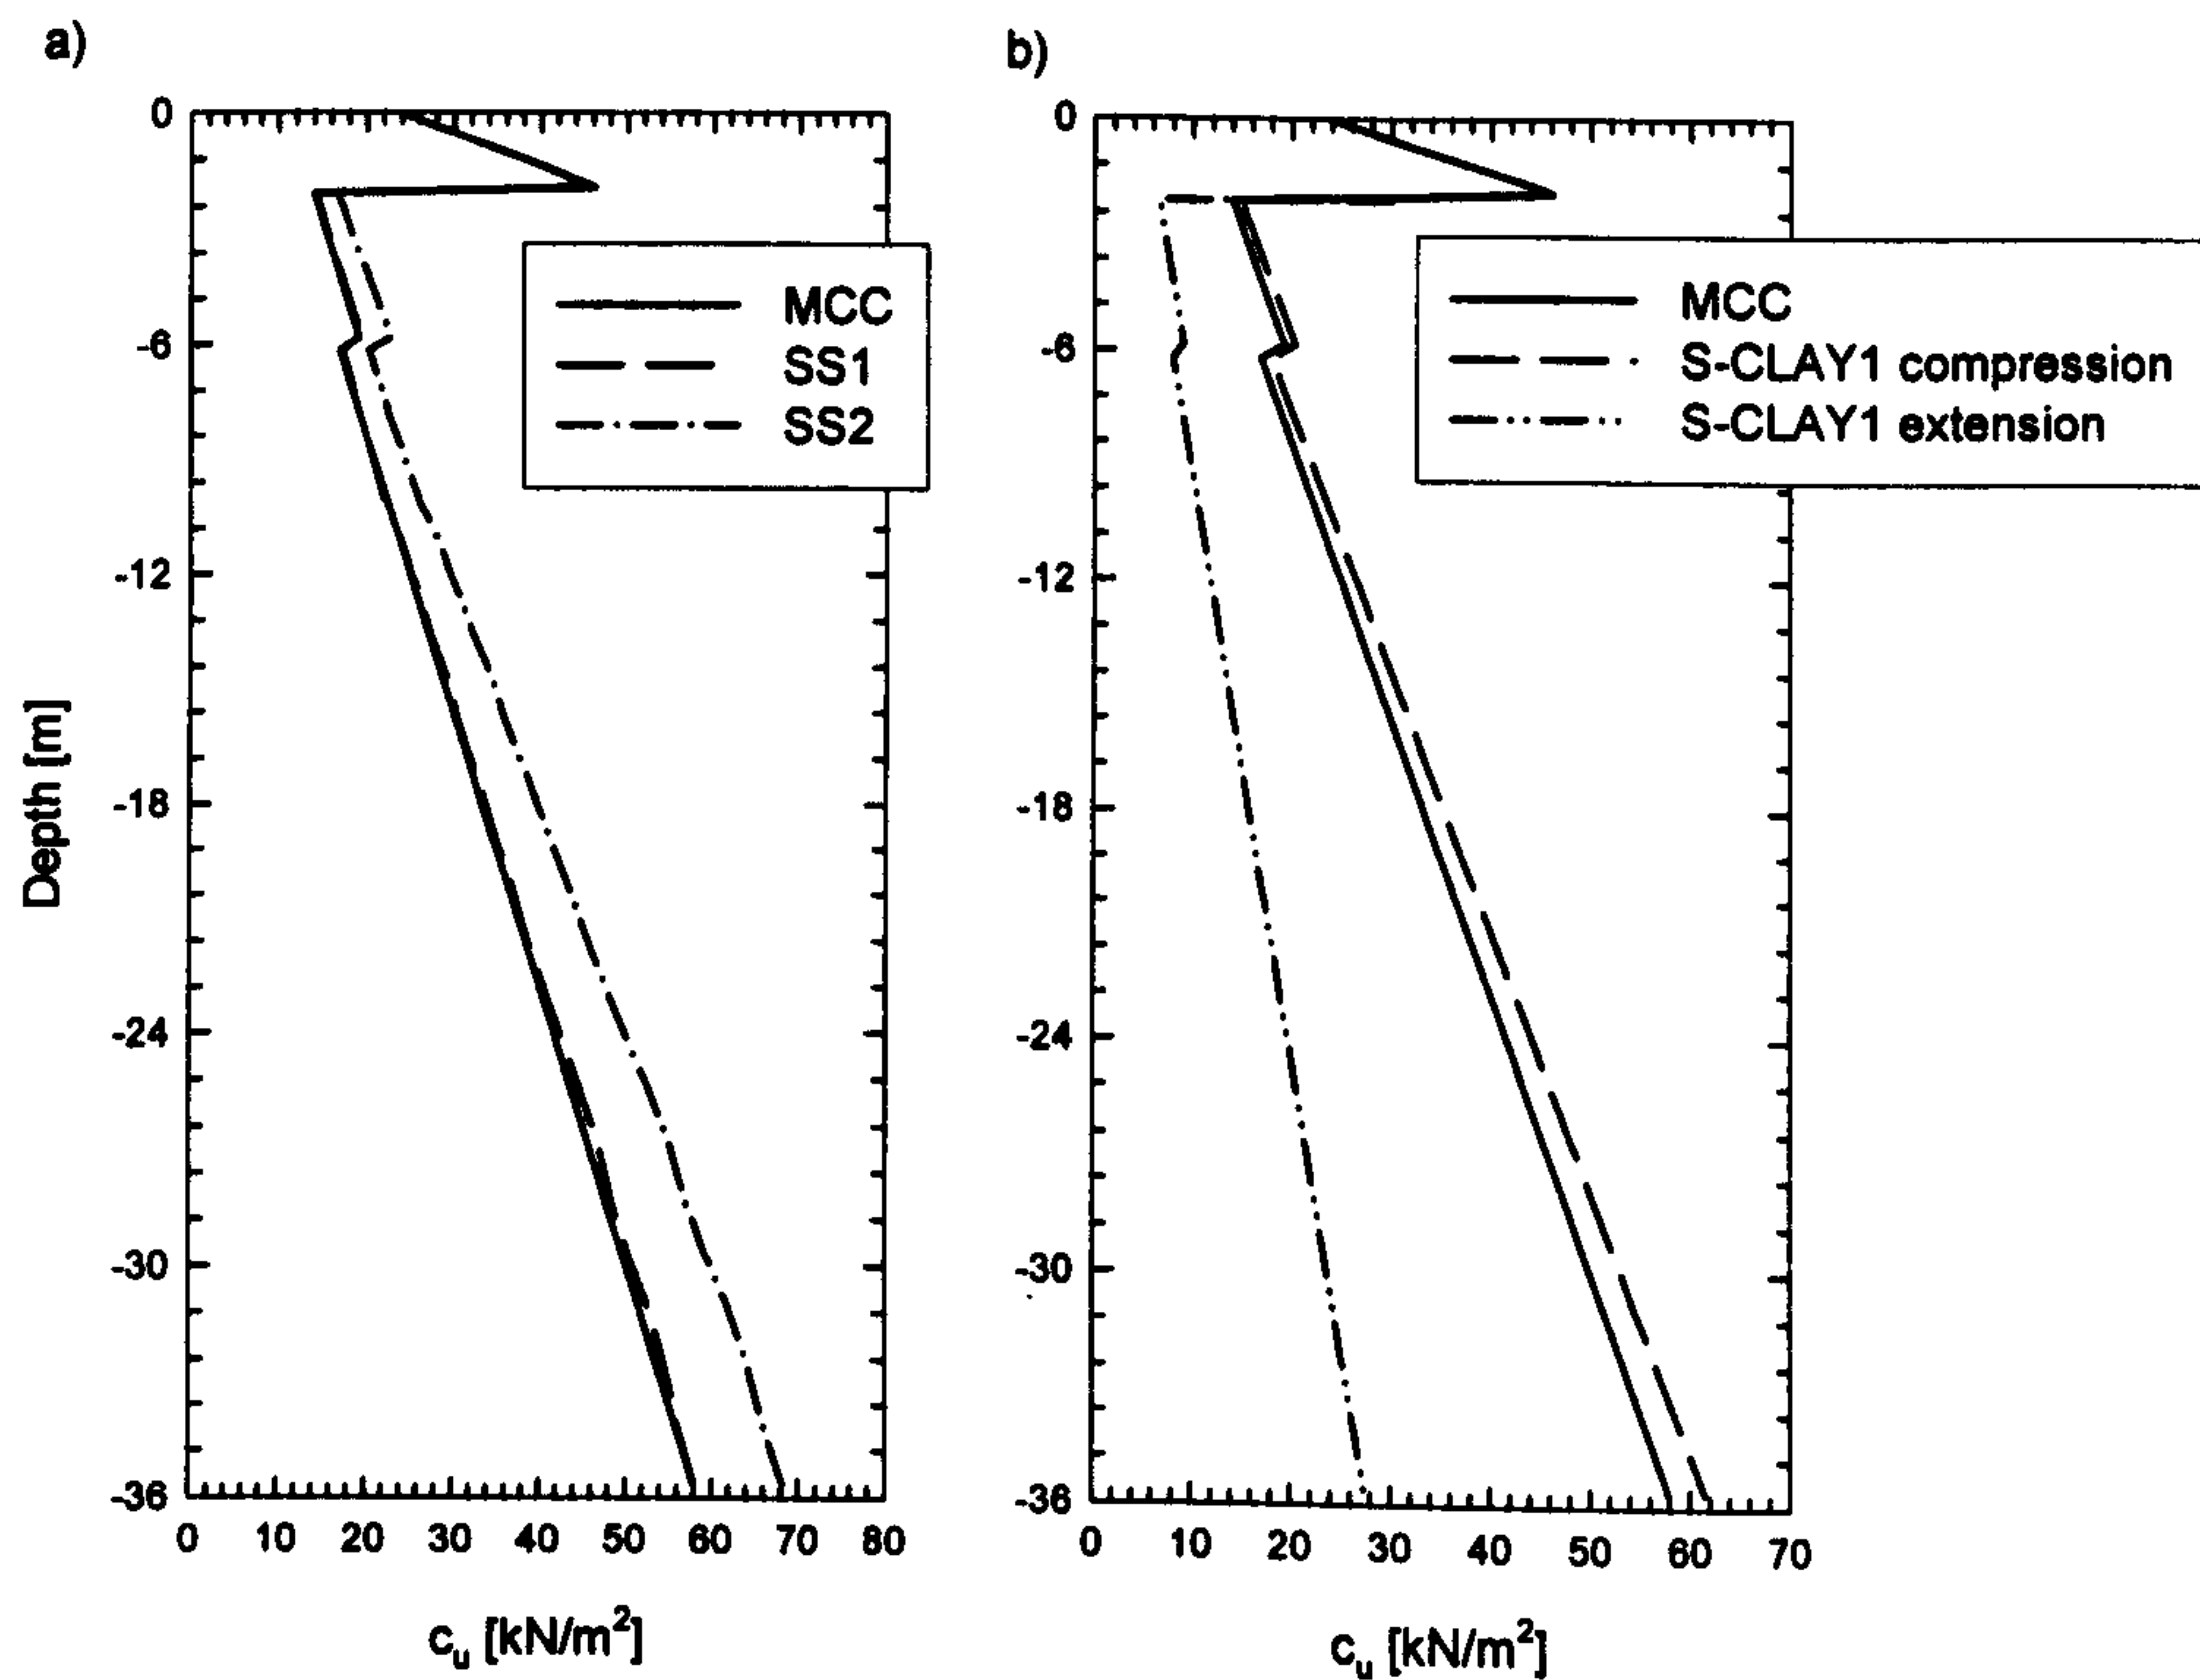 a)
0
-6
-12
-18
-24
-30
-36
Depth [m]
0 10 20 30 40 50 60 70 80
c_u [kN/m²]
MCC
SS1
SS2
b)
0
-6
-12
-18
-24
-30
-36
0 10 20 30 40 50 60 70
c_u [kN/m²]
MCC
S-CLAY1 compression
S-CLAY1 extension